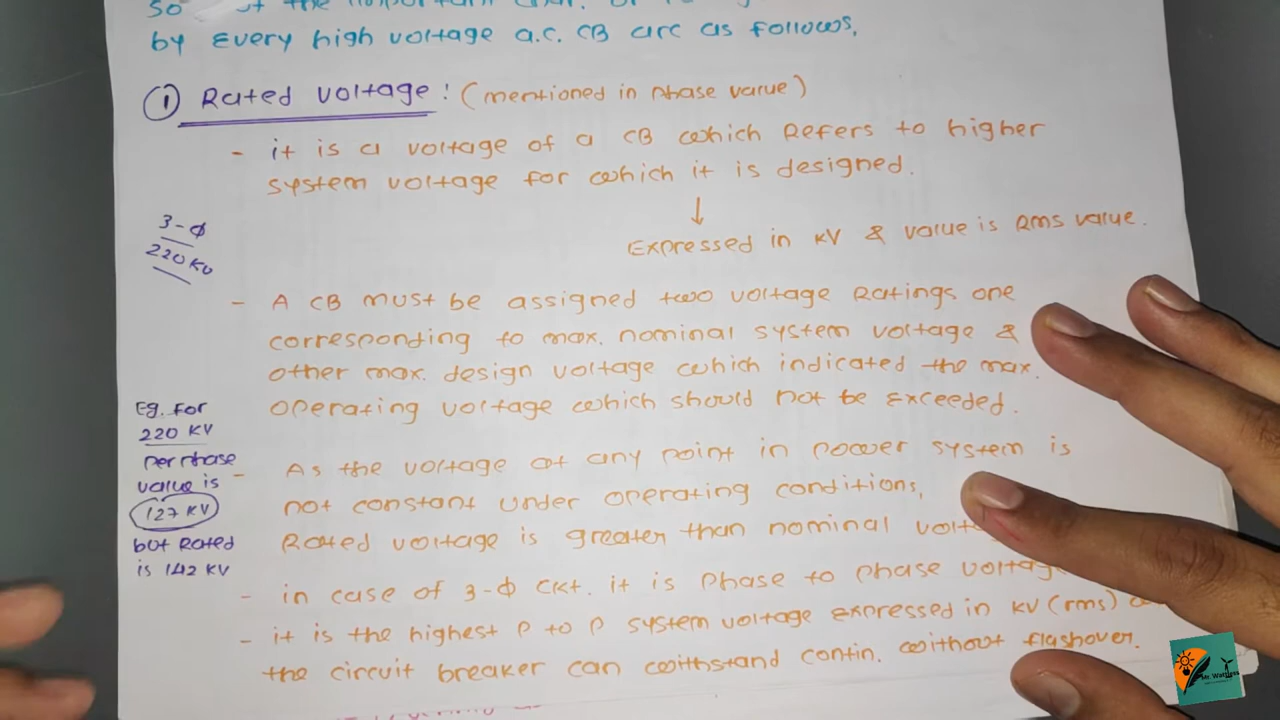 so the important
by every high voltage a.c. CB are as follows.
① Rated voltage: (mentioned in phase value)
- it is a voltage of a CB which Refers to higher
system voltage for which it is designed.
↓
Expressed in KV & value is RMS value.
3-φ
220 KV
- A CB must be assigned two voltage Ratings one
corresponding to max. nominal system voltage &
other max. design voltage which indicated the max.
operating voltage which should not be exceeded.
Eg. for
220 KV
per phase
value is
127 KV
but Rated
is 142 KV
- As the voltage at any point in power system is
not constant under operating conditions,
Rated voltage is greater than nominal
- in case of 3-φ ckt. it is phase to phase voltage
- it is the highest P to P system voltage expressed in KV (rms)
the circuit breaker can withstand contin. without flashover.
Mr. Wattless